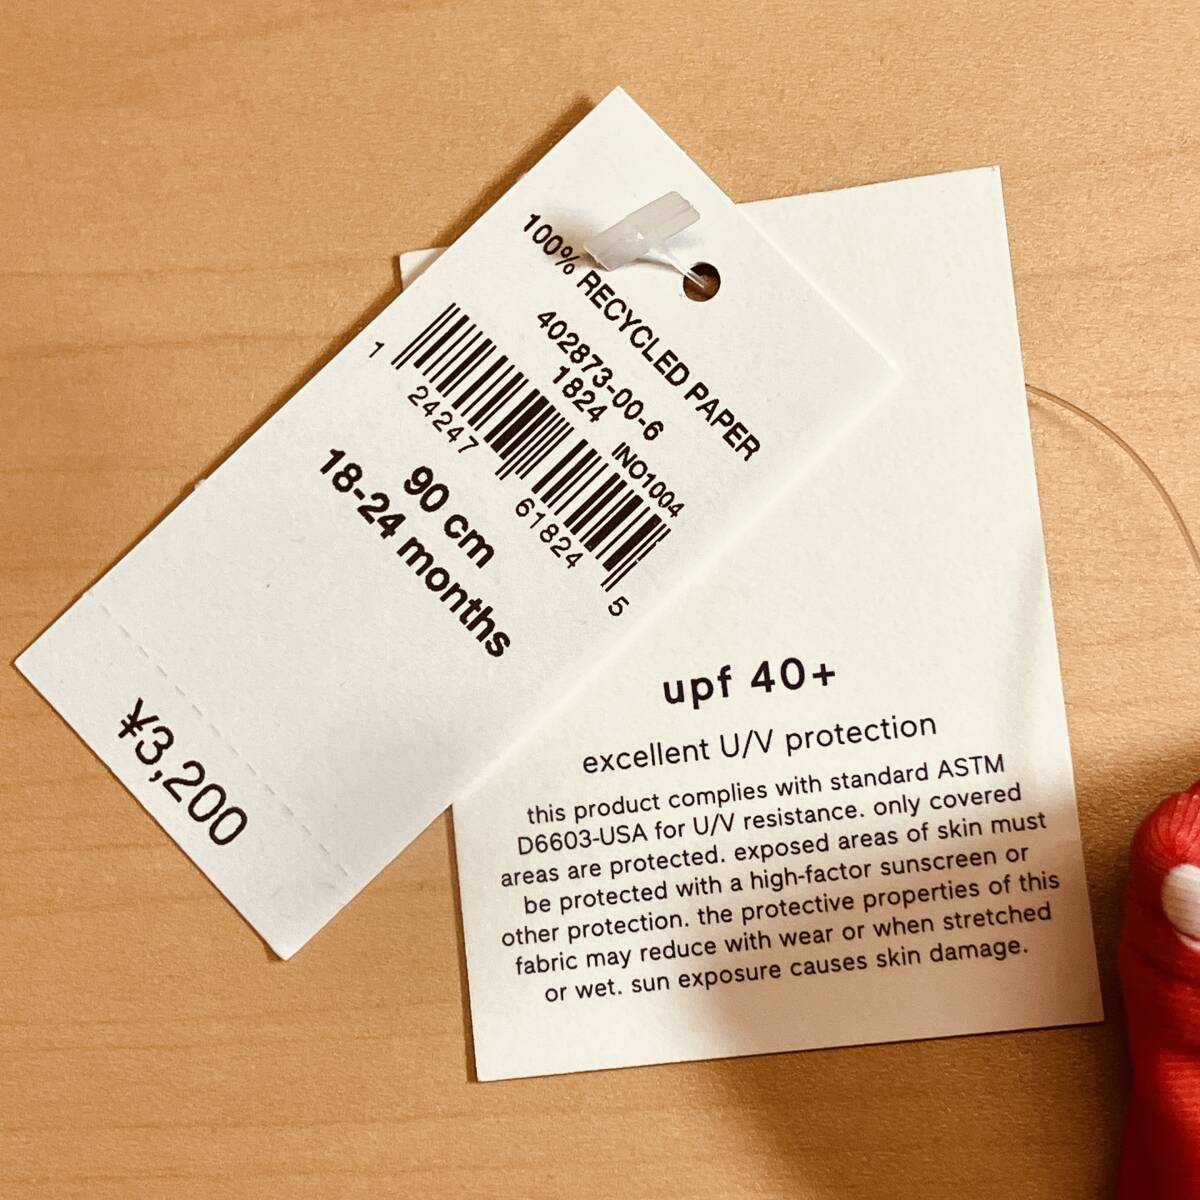 100% RECYCLED PAPER
402873-00-6
1824
INO1004
1 24247 61824 5
90 cm
18-24 months
¥3,200
upf 40+
excellent U/V protection
this product complies with standard ASTM
D6603-USA for U/V resistance. only covered
areas are protected. exposed areas of skin must
be protected with a high-factor sunscreen or
other protection. the protective properties of this
fabric may reduce with wear or when stretched
or wet. sun exposure causes skin damage.